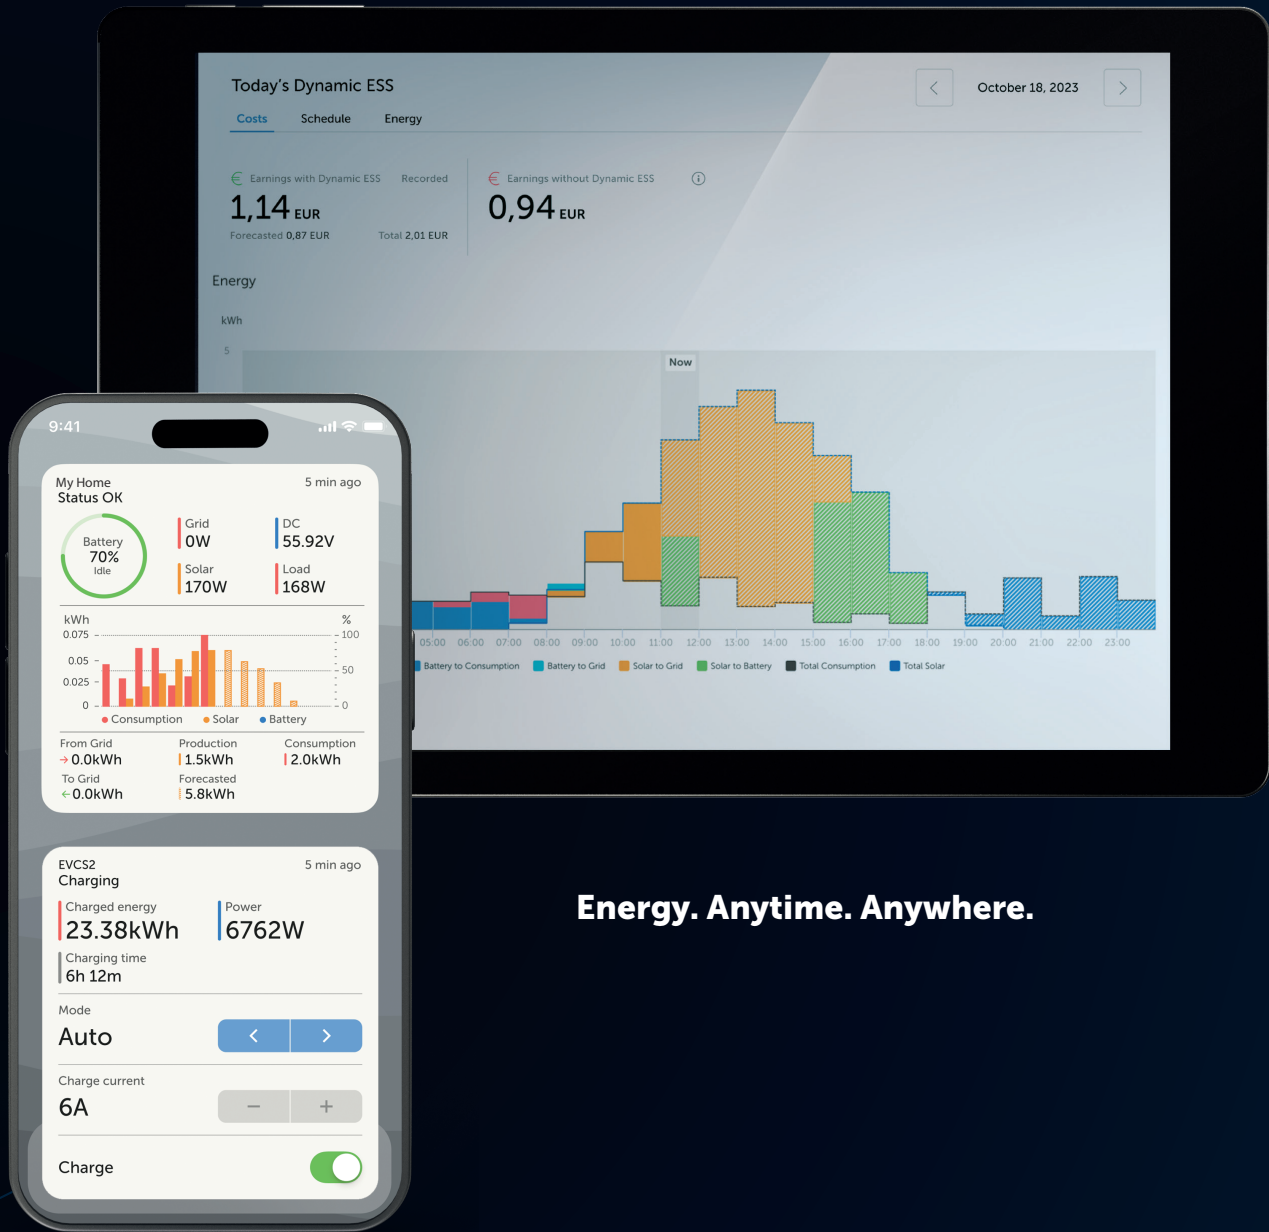 Today's Dynamic ESS
October 18, 2023
Costs Schedule Energy
Earnings with Dynamic ESS Recorded
1,14 EUR
Forecasted 0,87 EUR Total 2,01 EUR
Earnings without Dynamic ESS
0,94 EUR
Energy
kWh
5
Now
05:00 06:00 07:00 08:00 09:00 10:00 11:00 12:00 13:00 14:00 15:00 16:00 17:00 18:00 19:00 20:00 21:00 22:00 23:00
Battery to Consumption Battery to Grid Solar to Grid Solar to Battery Total Consumption Total Solar
9:41
My Home 5 min ago
Status OK
Battery
70%
Idle
Grid
0W
DC
55.92V
Solar
170W
Load
168W
kWh %
0.075 100
0.05
50
0.025
0 0
Consumption Solar Battery
From Grid Production Consumption
→ 0.0kWh 1.5kWh 2.0kWh
To Grid Forecasted
← 0.0kWh 5.8kWh
EVCS2 5 min ago
Charging
Charged energy Power
23.38kWh 6762W
Charging time
6h 12m
Mode
Auto
Charge current
6A
Charge
Energy. Anytime. Anywhere.